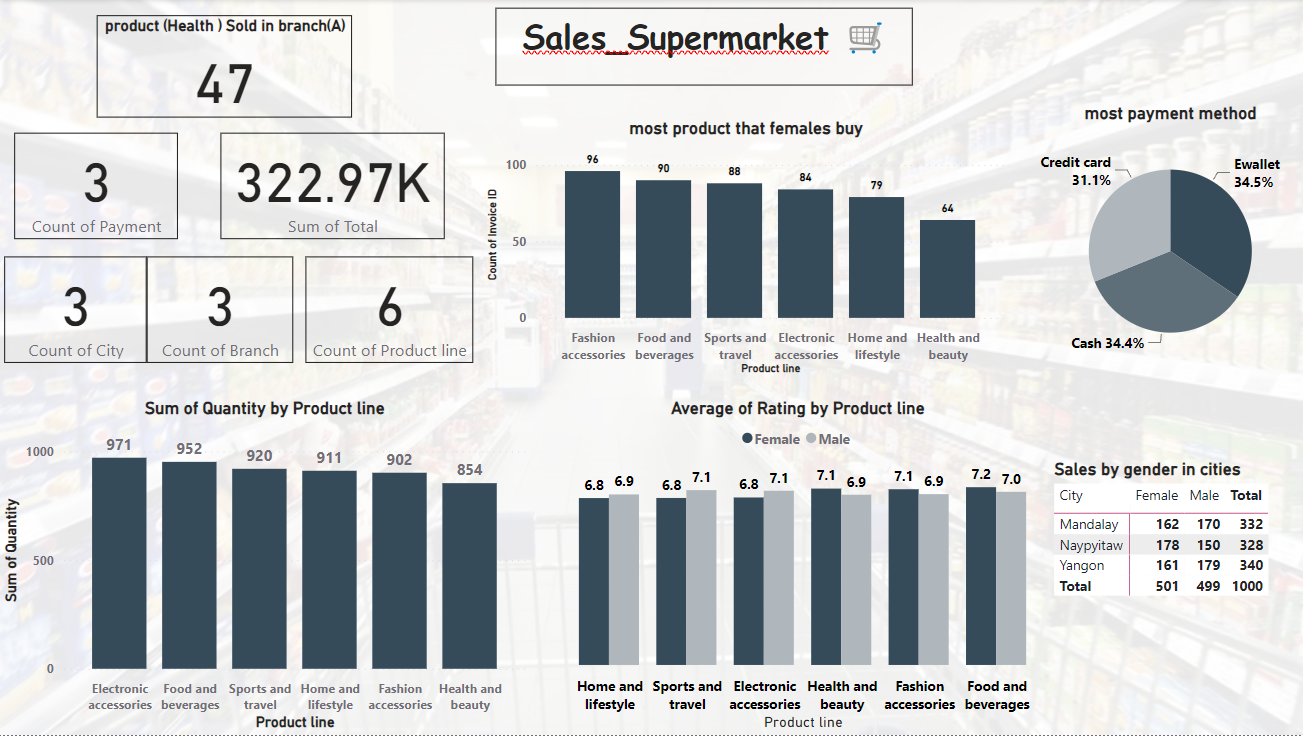 product (Health ) Sold in branch(A)
47
Sales_Supermarket
3
Count of Payment
322.97K
Sum of Total
3
Count of City
3
Count of Branch
6
Count of Product line
most product that females buy
Count of Invoice ID
100
50
0
96
90
88
84
79
64
Fashion
accessories
Food and
beverages
Sports and
travel
Electronic
accessories
Home and
lifestyle
Health and
beauty
Product line
most payment method
Credit card
31.1%
Ewallet
34.5%
Cash 34.4%
Sum of Quantity by Product line
Sum of Quantity
1000
500
0
971
952
920
911
902
854
Electronic
accessories
Food and
beverages
Sports and
travel
Home and
lifestyle
Fashion
accessories
Health and
beauty
Product line
Average of Rating by Product line
Female Male
6.8 6.9
6.8 7.1
6.8 7.1
7.1 6.9
7.1 6.9
7.2 7.0
Home and
lifestyle
Sports and
travel
Electronic
accessories
Health and
beauty
Fashion
accessories
Food and
beverages
Product line
Sales by gender in cities
City Female Male Total
Mandalay 162 170 332
Naypyitaw 178 150 328
Yangon 161 179 340
Total 501 499 1000